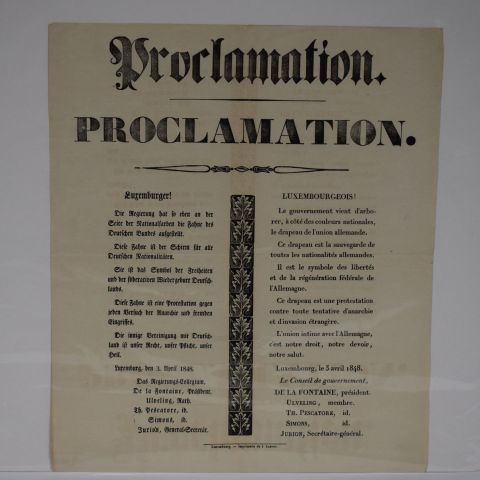 Proclamation.
PROCLAMATION.
Luxemburger!
Die Regierung hat so eben an der
Seite der Nationalfarben die Fahne des
Deutschen Bundes aufgestellt.
Diese Fahne ist der Schirm für alle
Deutschen Nationalitäten.
Sie ist das Symbol der Freiheiten
und der föderativen Wiedergeburt Deutsch-
lands.
Diese Fahne ist eine Protestation gegen
jeden Versuch der Anarchie und fremden
Eingriffes.
Die innige Vereinigung mit Deutsch-
land ist unser Recht, unsre Pflicht, unser
Heil.
Luxemburg, den 3. April 1848.
Das Regierungs-Collegium,
De la Fontaine, Präsident.
Ulveling, Rath.
Th. Pescatore, id.
Simons, id.
Jurion, General-Secretär.
LUXEMBOURGEOIS!
Le gouvernement vient d'arbo-
rer, à côté des couleurs nationales,
le drapeau de l'union allemande.
Ce drapeau est la sauvegarde de
toutes les nationalités allemandes.
Il est le symbole des libertés
et de la régénération fédérale de
l'Allemagne.
Ce drapeau est une protestation
contre toute tentative d'anarchie
et d'invasion étrangère.
L'union intime avec l'Allemagne,
c'est notre droit, notre devoir,
notre salut.
Luxembourg, le 3 avril 1848.
Le Conseil de gouvernement,
DE LA FONTAINE, président.
ULVELING, membre.
TH. PESCATORE, id.
SIMONS, id.
JURION, Secrétaire-général.
Luxembourg. — Imprimerie de J. Lamort.